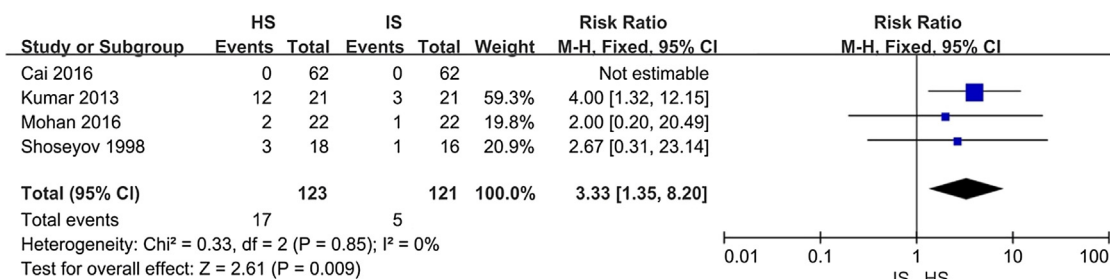 HS IS Risk Ratio Risk Ratio
Study or Subgroup Events Total Events Total Weight M-H, Fixed, 95% CI M-H, Fixed, 95% CI
Cai 2016 0 62 0 62 Not estimable
Kumar 2013 12 21 3 21 59.3% 4.00 [1.32, 12.15]
Mohan 2016 2 22 1 22 19.8% 2.00 [0.20, 20.49]
Shoseyov 1998 3 18 1 16 20.9% 2.67 [0.31, 23.14]
Total (95% CI) 123 121 100.0% 3.33 [1.35, 8.20]
Total events 17 5
Heterogeneity: Chi² = 0.33, df = 2 (P = 0.85); I² = 0%
Test for overall effect: Z = 2.61 (P = 0.009)
0.01 0.1 1 10 100
IS HS